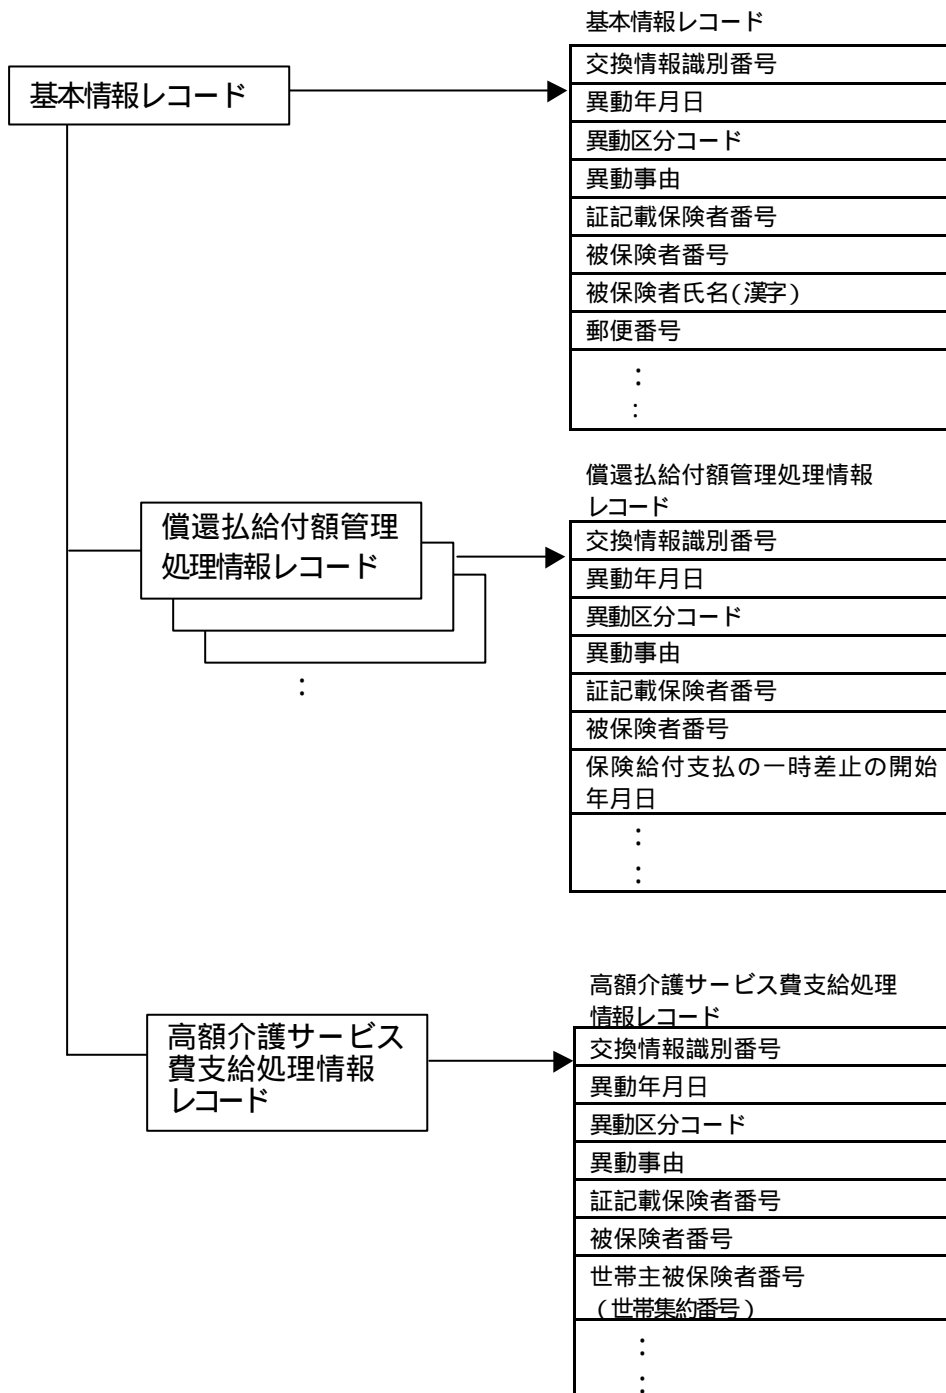 基本情報レコード
基本情報レコード
交換情報識別番号
異動年月日
異動区分コード
異動事由
証記載保険者番号
被保険者番号
被保険者氏名(漢字)
郵便番号
：
：
償還払給付額管理
処理情報レコード
：
償還払給付額管理処理情報
レコード
交換情報識別番号
異動年月日
異動区分コード
異動事由
証記載保険者番号
被保険者番号
保険給付支払の一時差止の開始
年月日
：
：
高額介護サービス
費支給処理情報
レコード
高額介護サービス費支給処理
情報レコード
交換情報識別番号
異動年月日
異動区分コード
異動事由
証記載保険者番号
被保険者番号
世帯主被保険者番号
(世帯集約番号)
：
：